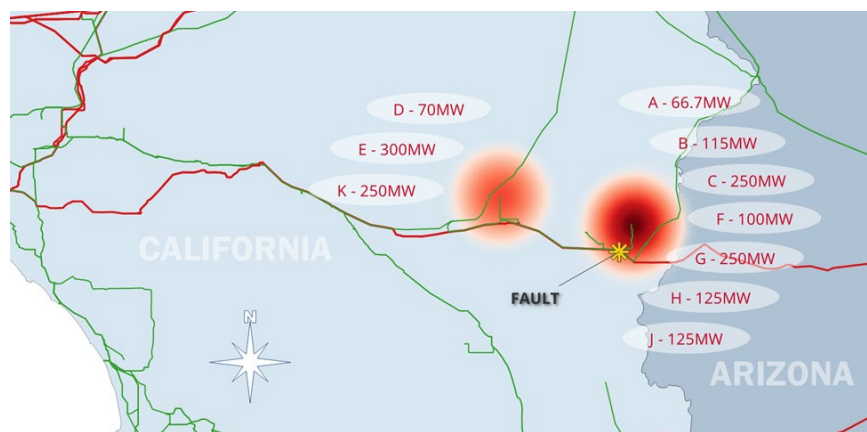 D - 70MW
E - 300MW
K - 250MW
A - 66.7MW
B - 115MW
C - 250MW
F - 100MW
G - 250MW
H - 125MW
J - 125MW
CALIFORNIA
FAULT
N
ARIZONA